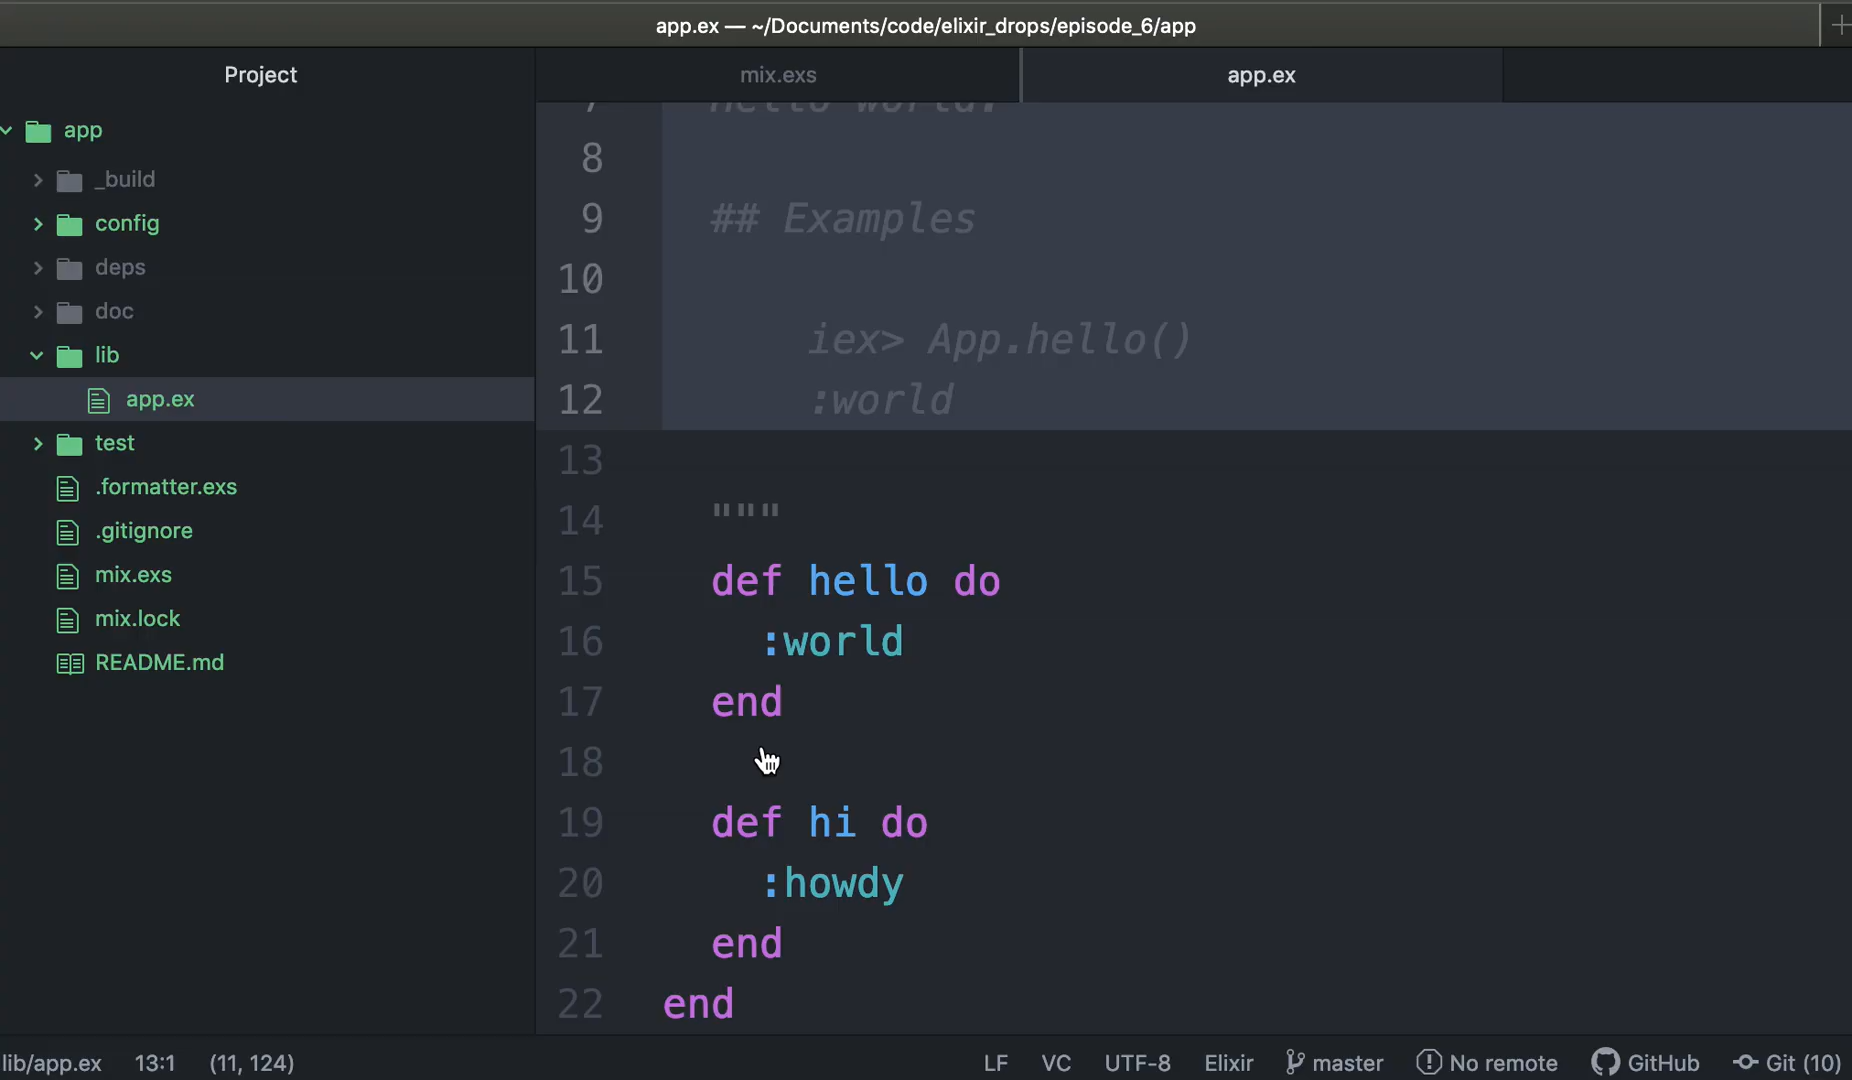 app.ex — ~/Documents/code/elixir_drops/episode_6/app
Project
mix.exs
app.ex
app
_build
config
deps
doc
lib
app.ex
test
.formatter.exs
.gitignore
mix.exs
mix.lock
README.md
7 Hello world.
8
9 ## Examples
10
11 iex> App.hello()
12 :world
13
14 """
15 def hello do
16 :world
17 end
18
19 def hi do
20 :howdy
21 end
22 end
lib/app.ex 13:1 (11, 124) LF VC UTF-8 Elixir master No remote GitHub Git (10)